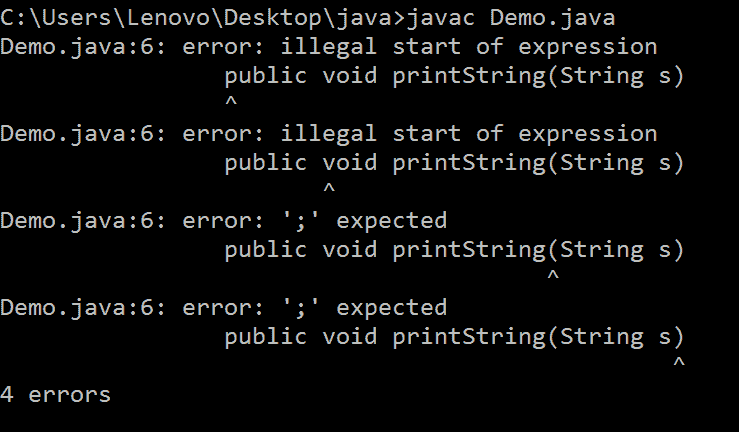 C:\Users\Lenovo\Desktop\java>javac Demo.java
Demo.java:6: error: illegal start of expression
                public void printString(String s)
                ^
Demo.java:6: error: illegal start of expression
                public void printString(String s)
                       ^
Demo.java:6: error: ';' expected
                public void printString(String s)
                                       ^
Demo.java:6: error: ';' expected
                public void printString(String s)
                                                ^
4 errors